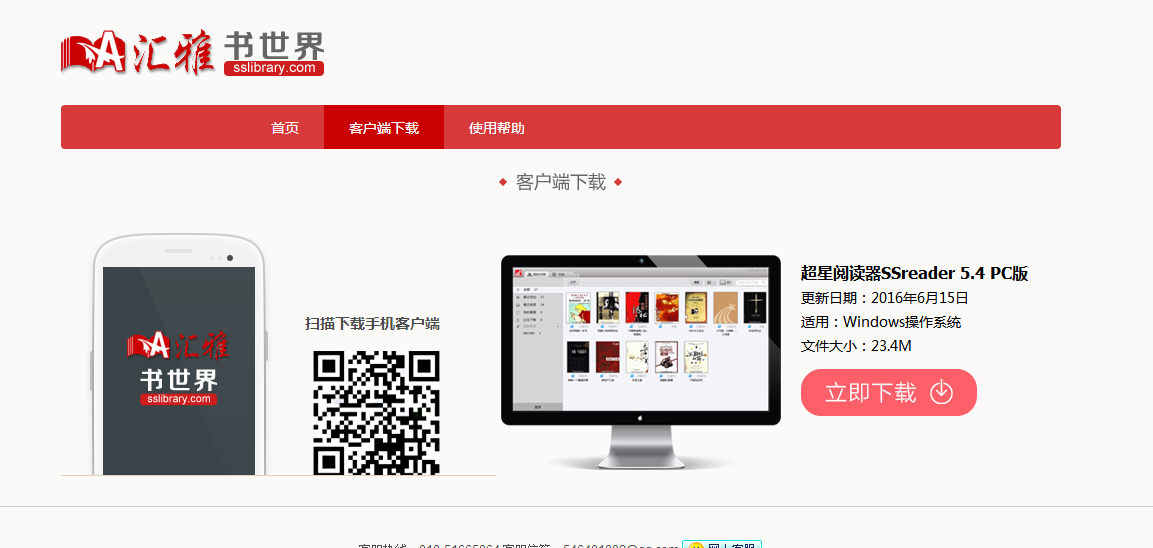 汇雅 书世界
sslibrary.com
首页 客户端下载 使用帮助
客户端下载
汇雅
书世界
sslibrary.com
扫描下载手机客户端
超星阅读器SSreader 5.4 PC版
更新日期：2016年6月15日
适用：Windows操作系统
文件大小：23.4M
立即下载